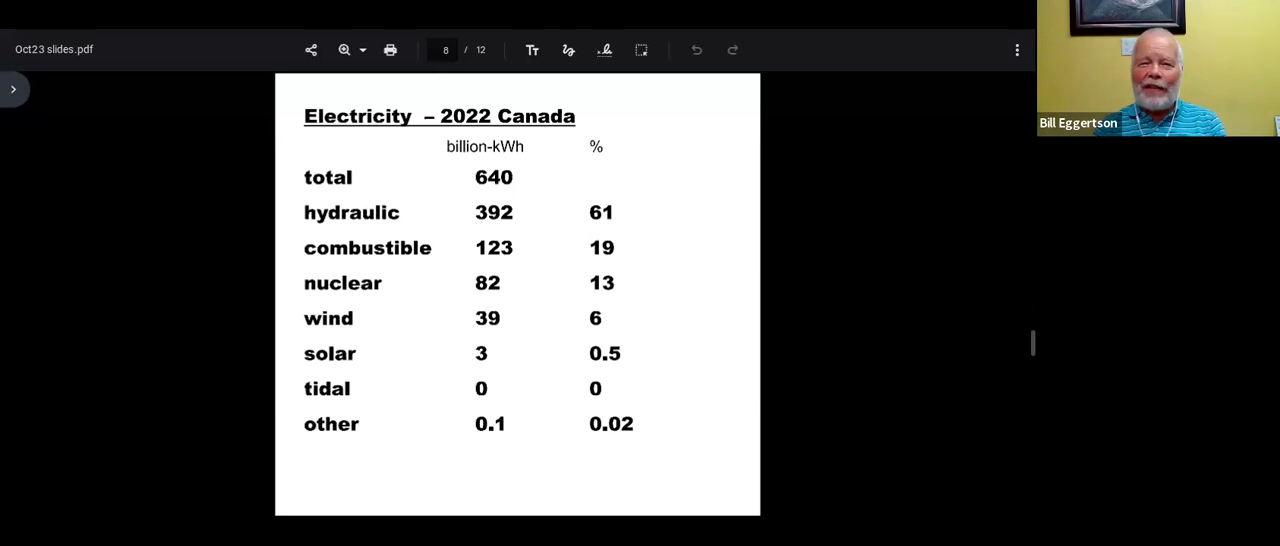 Oct23 slides.pdf
8 / 12
Electricity – 2022 Canada
billion-kWh %
total 640
hydraulic 392 61
combustible 123 19
nuclear 82 13
wind 39 6
solar 3 0.5
tidal 0 0
other 0.1 0.02
Bill Eggertson